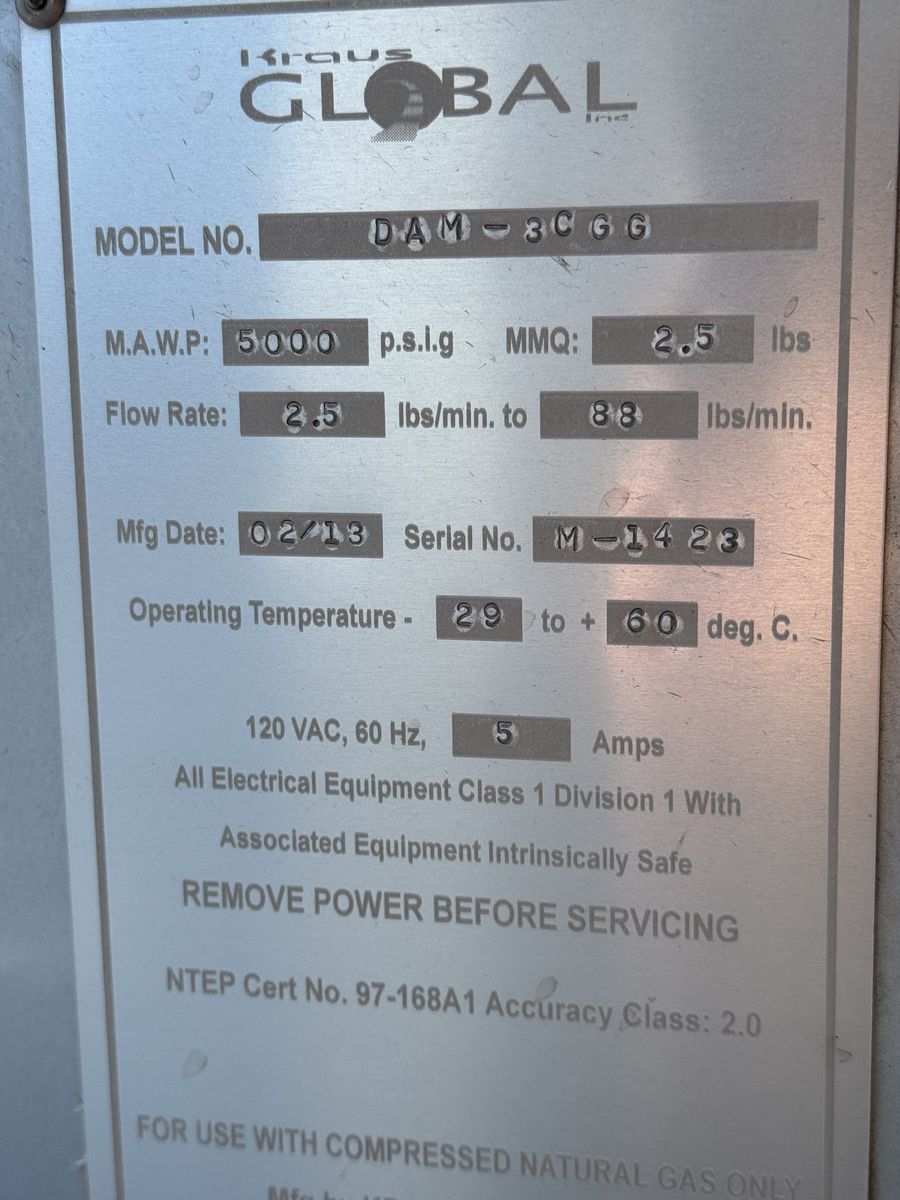 Kraus
GLOBAL
Inc
MODEL NO. DAM-3CGG
M.A.W.P: 5000 p.s.i.g MMQ: 2.5 lbs
Flow Rate: 2.5 lbs/min. to 88 lbs/min.
Mfg Date: 02/13 Serial No. M-1423
Operating Temperature - 29 to + 60 deg. C.
120 VAC, 60 Hz, 5 Amps
All Electrical Equipment Class 1 Division 1 With
Associated Equipment Intrinsically Safe
REMOVE POWER BEFORE SERVICING
NTEP Cert No. 97-168A1 Accuracy Class: 2.0
FOR USE WITH COMPRESSED NATURAL GAS ONLY
Mfg by